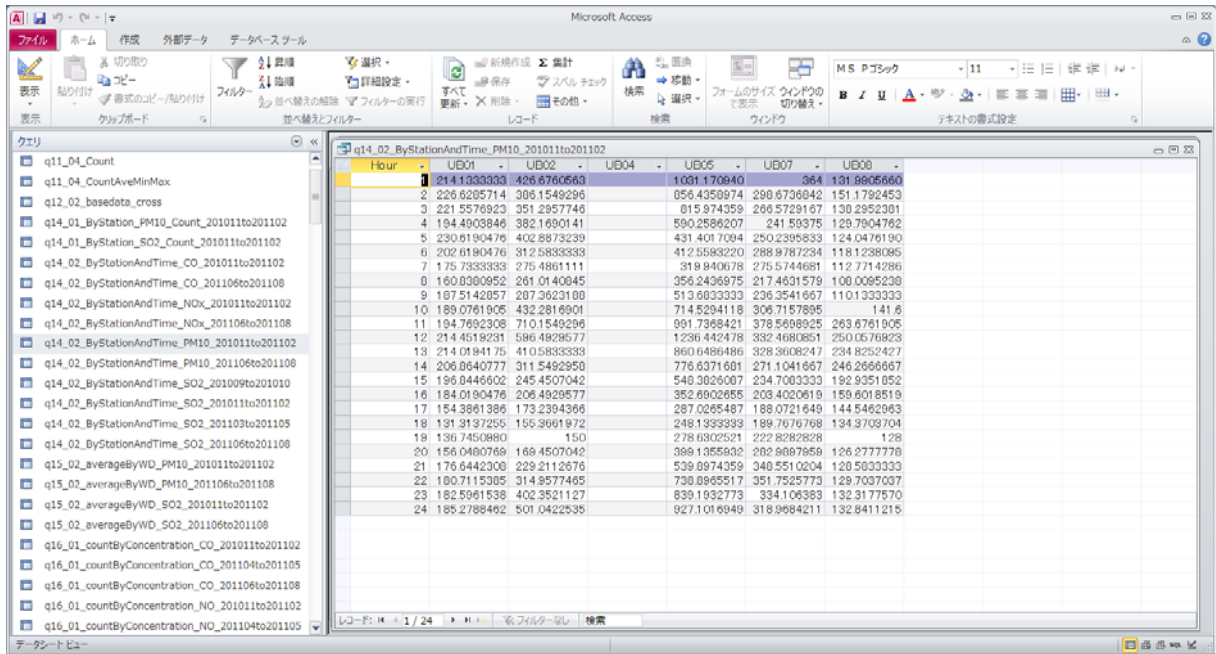 Microsoft Access
ファイル ホーム 作成 外部データ データベース ツール
表示
貼り付け
切り取り
コピー
書式のコピー/貼り付け
フィルター
昇順
降順
並べ替えの解除
選択
詳細設定
フィルターの実行
すべて更新
新規作成
保存
削除
Σ 集計
スペル チェック
その他
検索
置換
移動
選択
フォームのサイズで表示
ウィンドウの切り替え
MS Pゴシック 11
B I U A
表示 クリップボード 並べ替えとフィルター レコード 検索 ウィンドウ テキストの書式設定
クエリ
q11_04_Count
q11_04_CountAveMinMax
q12_02_basedata_cross
q14_01_ByStation_PM10_Count_201011to201102
q14_01_ByStation_SO2_Count_201011to201102
q14_02_ByStationAndTime_CO_201011to201102
q14_02_ByStationAndTime_CO_201106to201108
q14_02_ByStationAndTime_NOx_201011to201102
q14_02_ByStationAndTime_NOx_201106to201108
q14_02_ByStationAndTime_PM10_201011to201102
q14_02_ByStationAndTime_PM10_201106to201108
q14_02_ByStationAndTime_SO2_201009to201010
q14_02_ByStationAndTime_SO2_201011to201102
q14_02_ByStationAndTime_SO2_201103to201105
q14_02_ByStationAndTime_SO2_201106to201108
q15_02_averageByWD_PM10_201011to201102
q15_02_averageByWD_PM10_201106to201108
q15_02_averageByWD_SO2_201011to201102
q15_02_averageByWD_SO2_201106to201108
q16_01_countByConcentration_CO_201011to201102
q16_01_countByConcentration_CO_201104to201105
q16_01_countByConcentration_CO_201106to201108
q16_01_countByConcentration_NO_201011to201102
q16_01_countByConcentration_NO_201104to201105
q14_02_ByStationAndTime_PM10_201011to201102
Hour UB01 UB02 UB04 UB05 UB07 UB08
1 214.1333333 426.6760563 1031.170940 364 131.9905660
2 226.6285714 386.1549296 856.4358974 298.6736842 151.1792453
3 221.5576923 351.2957746 815.974359 266.5729167 138.2952381
4 194.4903846 382.1690141 590.2586207 241.59375 129.7904762
5 230.6190476 402.8873239 431.4017094 250.2395833 124.0476190
6 202.6190476 312.5833333 412.5593220 288.9787234 118.1238095
7 175.7333333 275.4861111 319.940678 275.5744681 112.7714286
8 160.8380952 261.0140845 356.2436975 217.4631579 108.0095238
9 187.5142857 287.3623188 513.6833333 236.3541667 110.1333333
10 189.0761905 432.2816901 714.5294118 306.7157895 141.6
11 194.7692308 710.1549296 991.7368421 378.5698925 263.6761905
12 214.4519231 596.4929577 1236.442478 332.4680851 250.0576923
13 214.0194175 410.5833333 860.6486486 328.3608247 234.8252427
14 206.8640777 311.5492958 776.6371681 271.1041667 246.2666667
15 196.8446602 245.4507042 548.3826087 234.7083333 192.9351852
16 184.0190476 206.4929577 352.6902655 203.4020619 159.6018519
17 154.3861386 173.2394366 287.0265487 188.0721649 144.5462963
18 131.3137255 155.3661972 248.1333333 189.7676768 134.3703704
19 136.7450980 150 278.6302521 222.8282828 128
20 156.0480769 169.4507042 399.1355932 282.9897959 126.2777778
21 176.6442308 229.2112676 539.8974359 348.5510204 128.5833333
22 180.7115385 314.9577465 738.8965517 351.7525773 129.7037037
23 182.5961538 402.3521127 839.1932773 334.106383 132.3177570
24 185.2788462 501.0422535 927.1016949 318.9684211 132.8411215
レコード: 1 / 24 フィルターなし 検索
データシート ビュー SQL